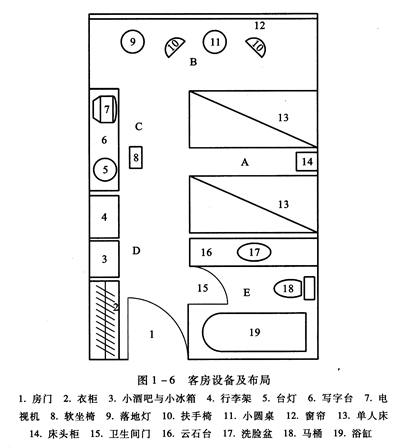 12
9
10
11
10
B
7
13
6
C
8
A
14
5
13
4
D
16
17
3
15
E
18
2
1
19
图 1-6 客房设备及布局
1. 房门 2. 衣柜 3. 小酒吧与小冰箱 4. 行李架 5. 台灯 6. 写字台 7. 电
视机 8. 软坐椅 9. 落地灯 10. 扶手椅 11. 小圆桌 12. 窗帘 13. 单人床
14. 床头柜 15. 卫生间门 16. 云石台 17. 洗脸盆 18. 马桶 19. 浴缸